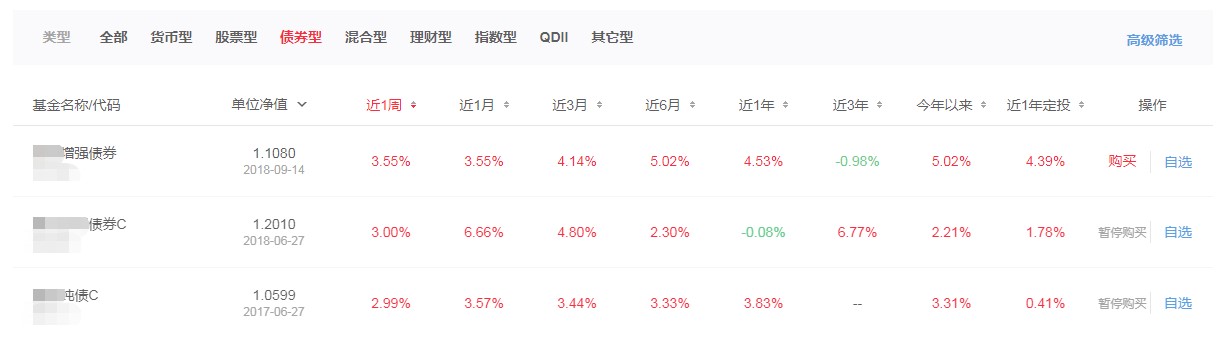 类型 全部 货币型 股票型 债券型 混合型 理财型 指数型 QDII 其它型 高级筛选
基金名称/代码 单位净值 近1周 近1月 近3月 近6月 近1年 近3年 今年以来 近1年定投 操作
增强债券 1.1080 3.55% 3.55% 4.14% 5.02% 4.53% -0.98% 5.02% 4.39% 购买 自选
2018-09-14
债券C 1.2010 3.00% 6.66% 4.80% 2.30% -0.08% 6.77% 2.21% 1.78% 暂停购买 自选
2018-06-27
纯债C 1.0599 2.99% 3.57% 3.44% 3.33% 3.83% -- 3.31% 0.41% 暂停购买 自选
2017-06-27